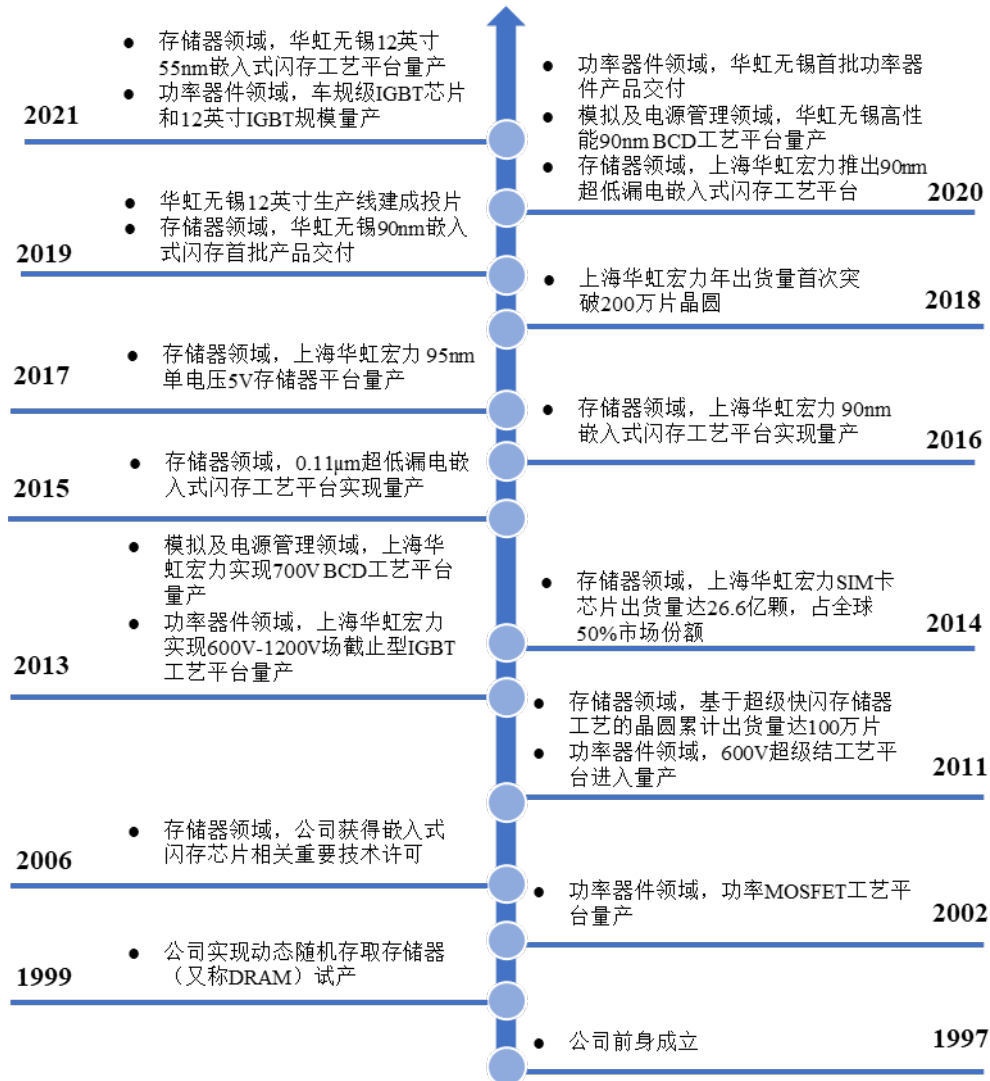 2021
● 存储器领域，华虹无锡12英寸
55nm嵌入式闪存工艺平台量产
● 功率器件领域，车规级IGBT芯片
和12英寸IGBT规模量产
● 功率器件领域，华虹无锡首批功率器
件产品交付
● 模拟及电源管理领域，华虹无锡高性
能90nm BCD工艺平台量产
● 存储器领域，上海华虹宏力推出90nm
超低漏电嵌入式闪存工艺平台
2020
● 华虹无锡12英寸生产线建成投片
● 存储器领域，华虹无锡90nm嵌入
式闪存首批产品交付
2019
● 上海华虹宏力年出货量首次突
破200万片晶圆
2018
● 存储器领域，上海华虹宏力 95nm
单电压5V存储器平台量产
2017
● 存储器领域，上海华虹宏力 90nm
嵌入式闪存工艺平台实现量产
2016
● 存储器领域，0.11μm超低漏电嵌
入式闪存工艺平台实现量产
2015
● 存储器领域，上海华虹宏力SIM卡
芯片出货量达26.6亿颗，占全球
50%市场份额
2014
● 模拟及电源管理领域，上海华
虹宏力实现700V BCD工艺平台
量产
● 功率器件领域，上海华虹宏力
实现600V-1200V场截止型IGBT
工艺平台量产
2013
● 存储器领域，基于超级快闪存储器
工艺的晶圆累计出货量达100万片
● 功率器件领域，600V超级结工艺平
台进入量产
2011
● 存储器领域，公司获得嵌入式
闪存芯片相关重要技术许可
2006
● 功率器件领域，功率MOSFET工艺平
台量产
2002
● 公司实现动态随机存取存储器
（又称DRAM）试产
1999
● 公司前身成立
1997